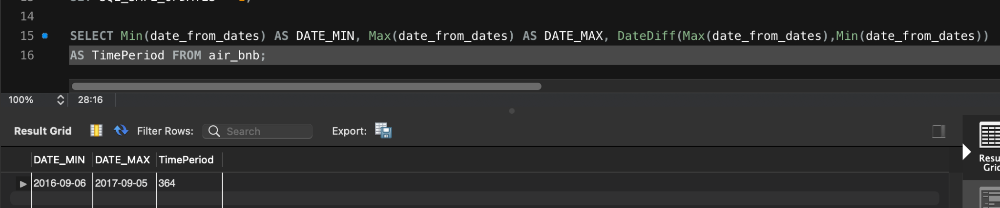 14
15 SELECT Min(date_from_dates) AS DATE_MIN, Max(date_from_dates) AS DATE_MAX, DateDiff(Max(date_from_dates),Min(date_from_dates))
16 AS TimePeriod FROM air_bnb;
100% 28:16
Result Grid Filter Rows: Search Export:
DATE_MIN DATE_MAX TimePeriod
2016-09-06 2017-09-05 364
Resu
Grid